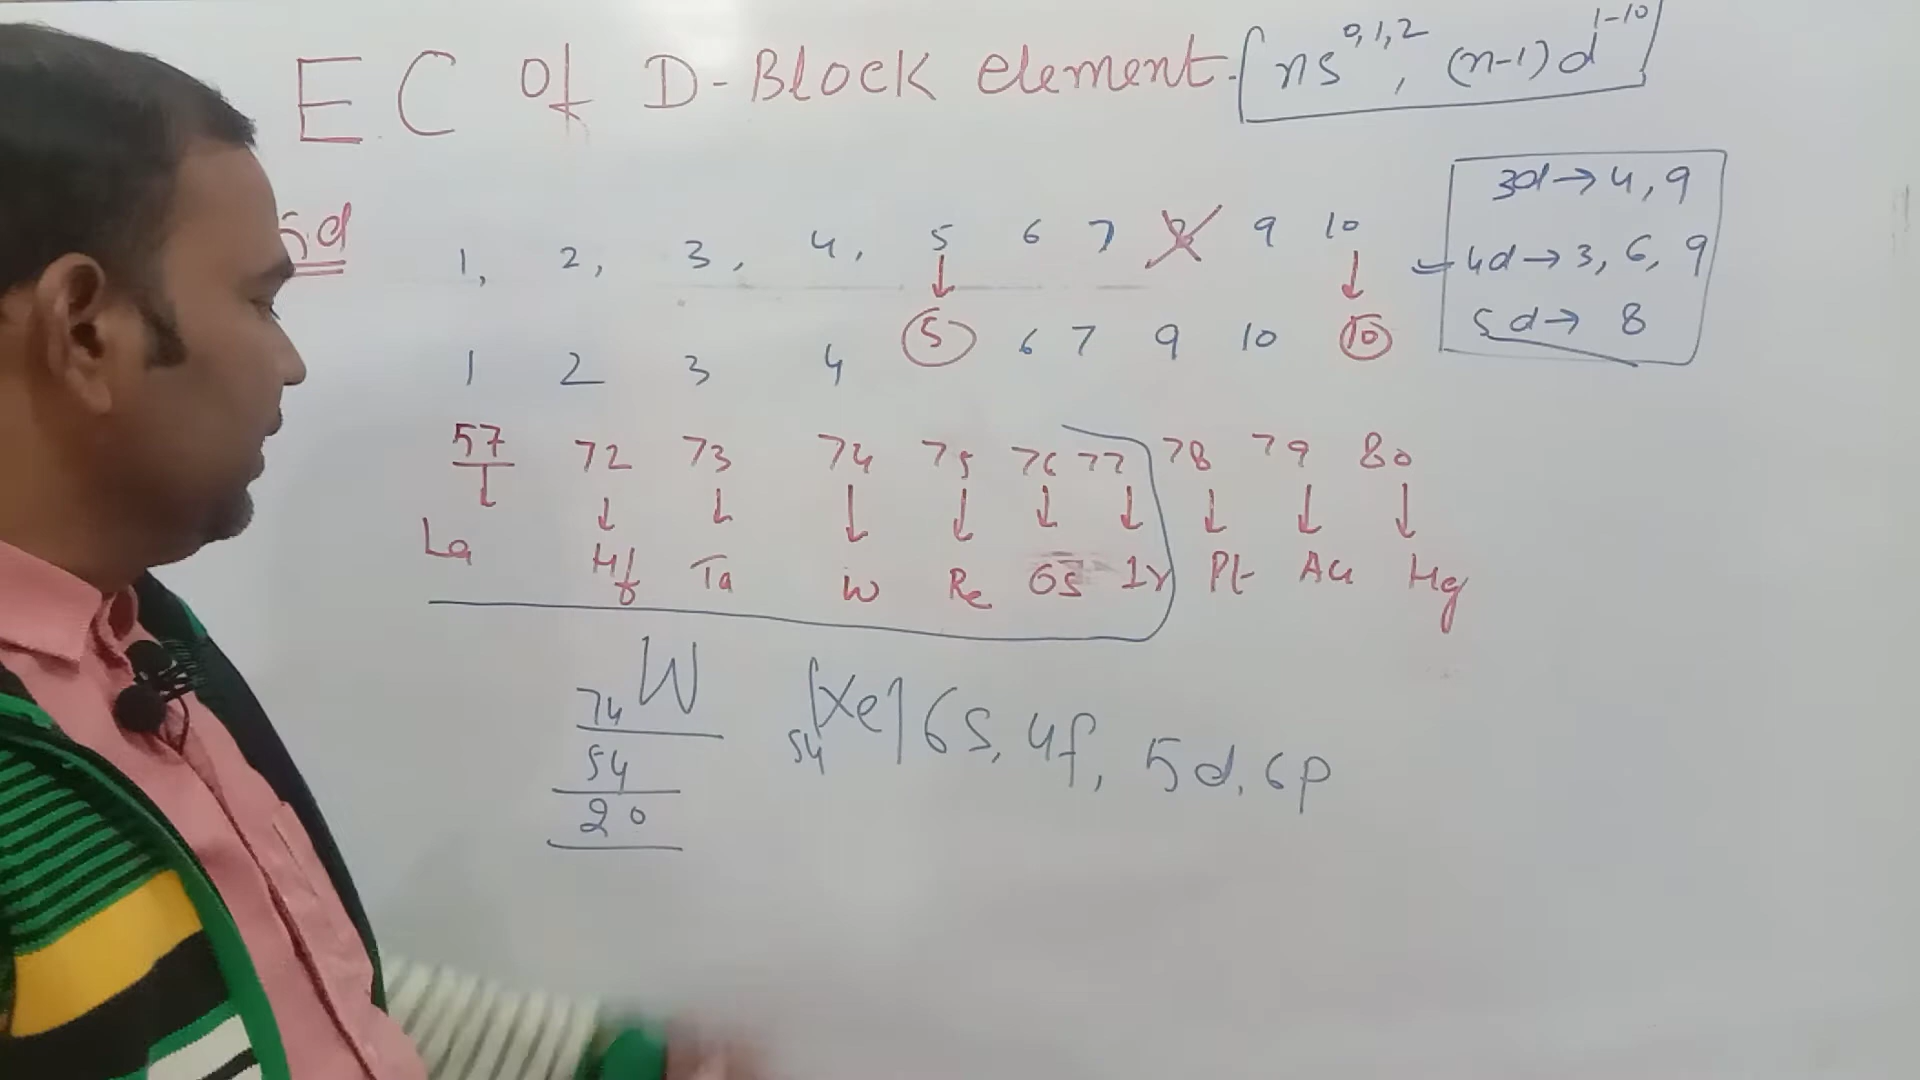 EC Of D-Block element-[ns^0,1,2, (n-1)d^1-10]
3d→4,9
4d→3,6,9
5d→ 8
5d
1, 2, 3, 4, 5 6 7 8 9 10
↓ ↓
1 2 3 4 5 6 7 9 10 10
57 72 73 74 75 76 77 78 79 80
↓ ↓ ↓ ↓ ↓ ↓ ↓ ↓ ↓ ↓
La Hf Ta W Re OS Ir Pt Au Hg
74W 54[Xe] 6s, 4f, 5d, 6p
54
20